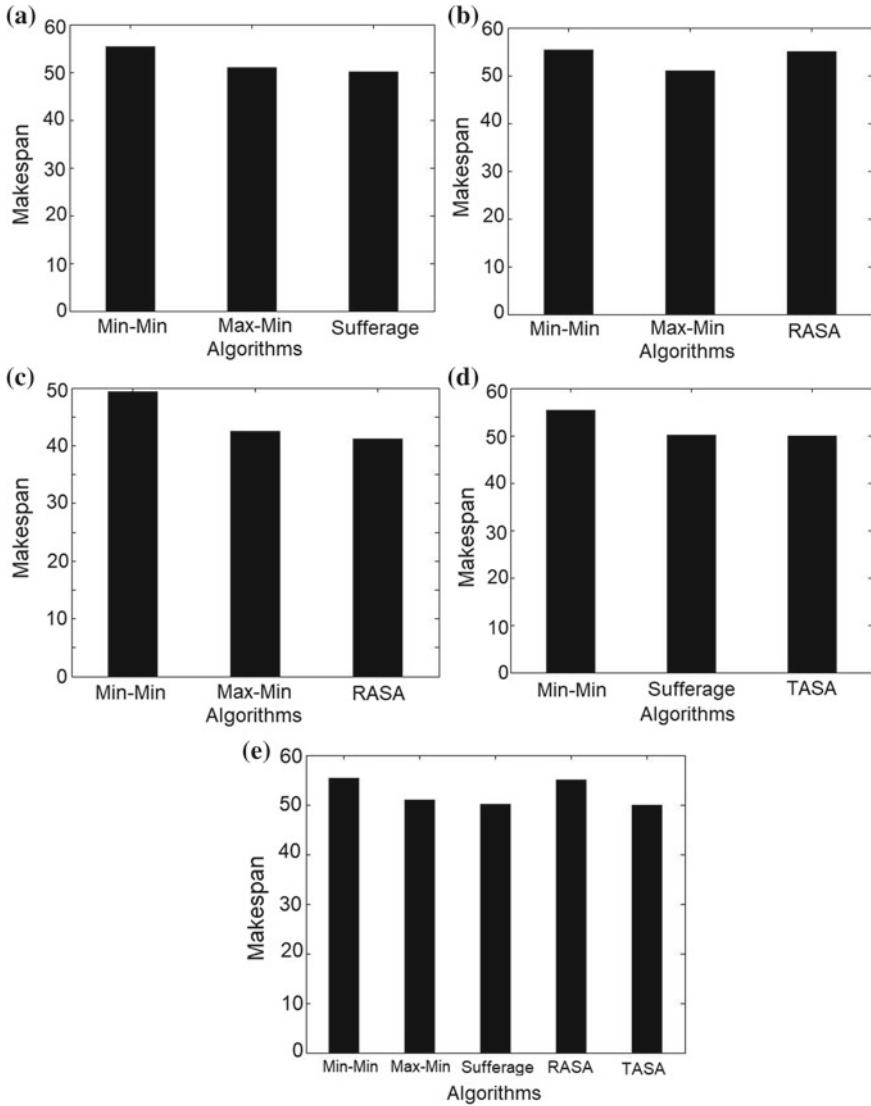 (a)
60
50
40
30
20
10
0
Makespan
Min-Min Max-Min Sufferage
Algorithms
(b)
60
50
40
30
20
10
0
Makespan
Min-Min Max-Min RASA
Algorithms
(c)
50
40
30
20
10
0
Makespan
Min-Min Max-Min RASA
Algorithms
(d)
60
50
40
30
20
10
0
Makespan
Min-Min Sufferage TASA
Algorithms
(e)
60
50
40
30
20
10
0
Makespan
Min-Min Max-Min Sufferage RASA TASA
Algorithms